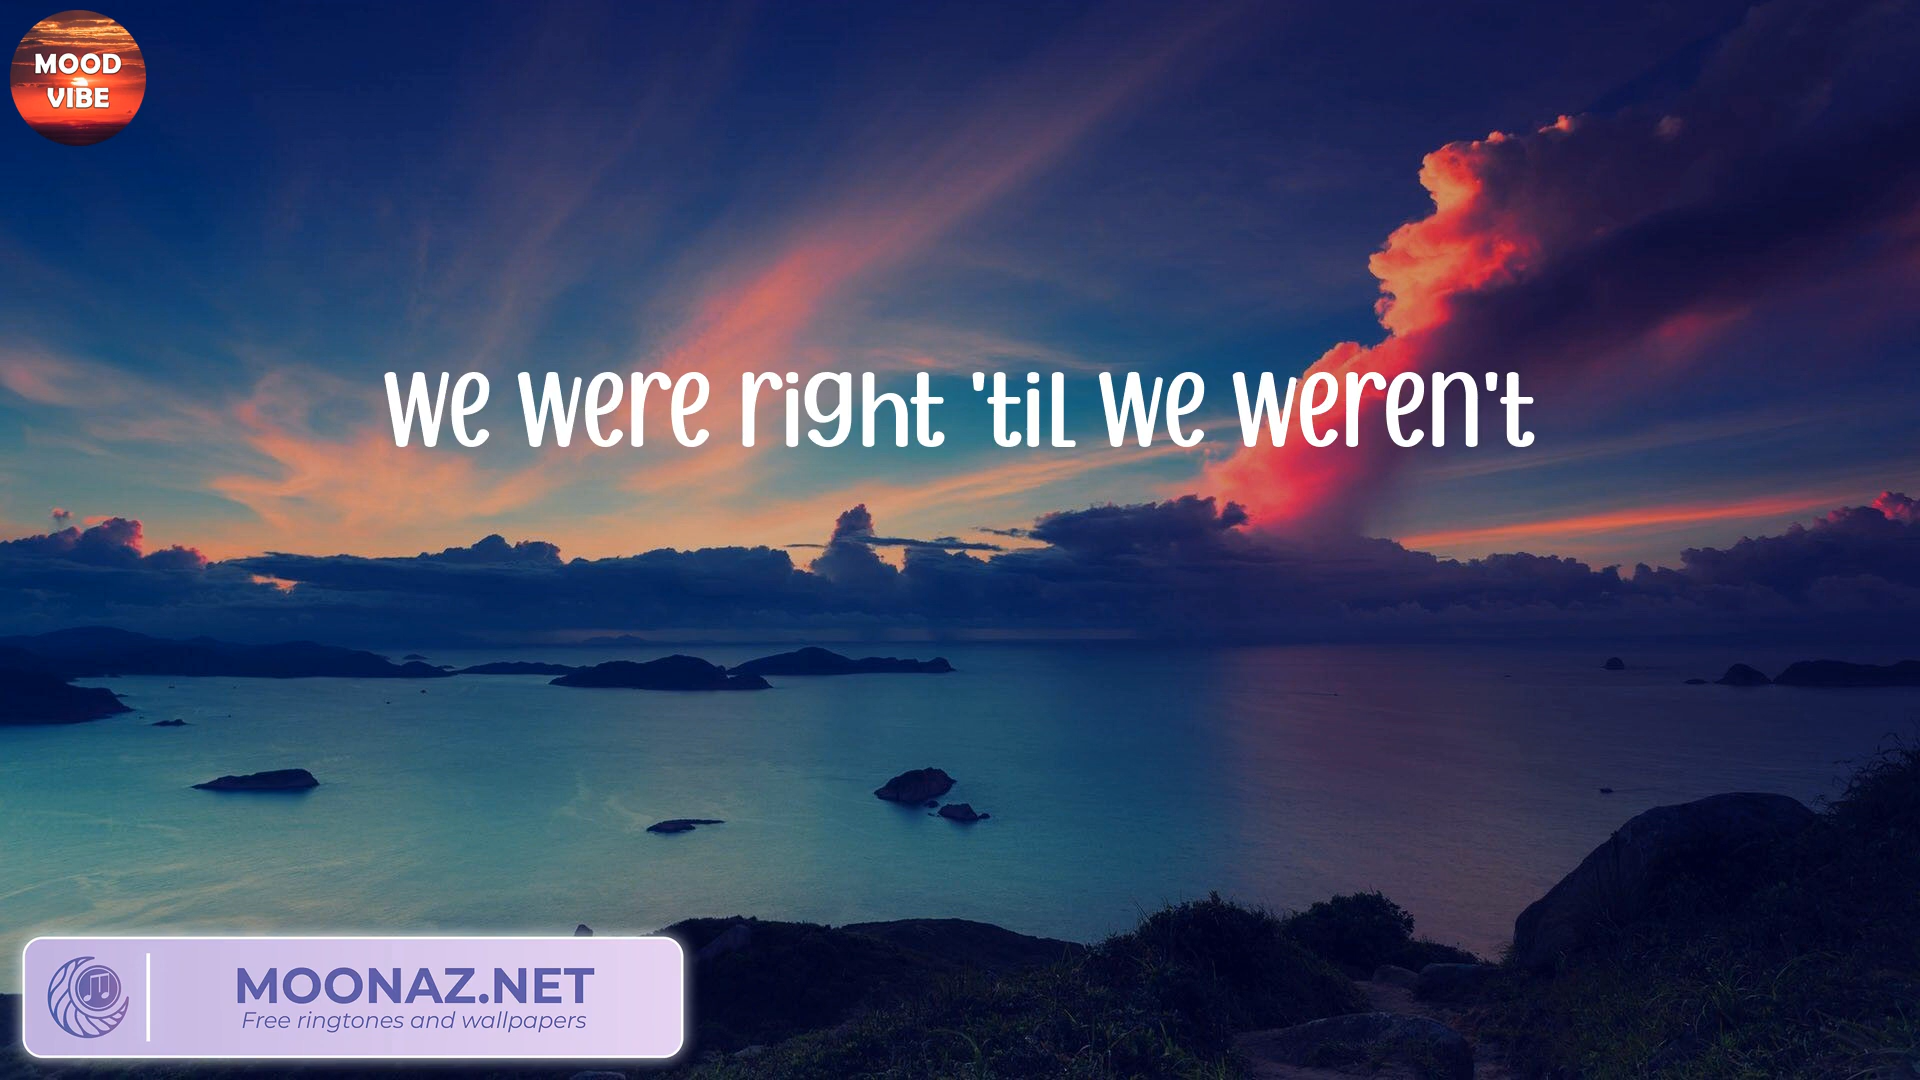 MOOD
VIBE
We were right 'til we weren't
MOONAZ.NET
Free ringtones and wallpapers